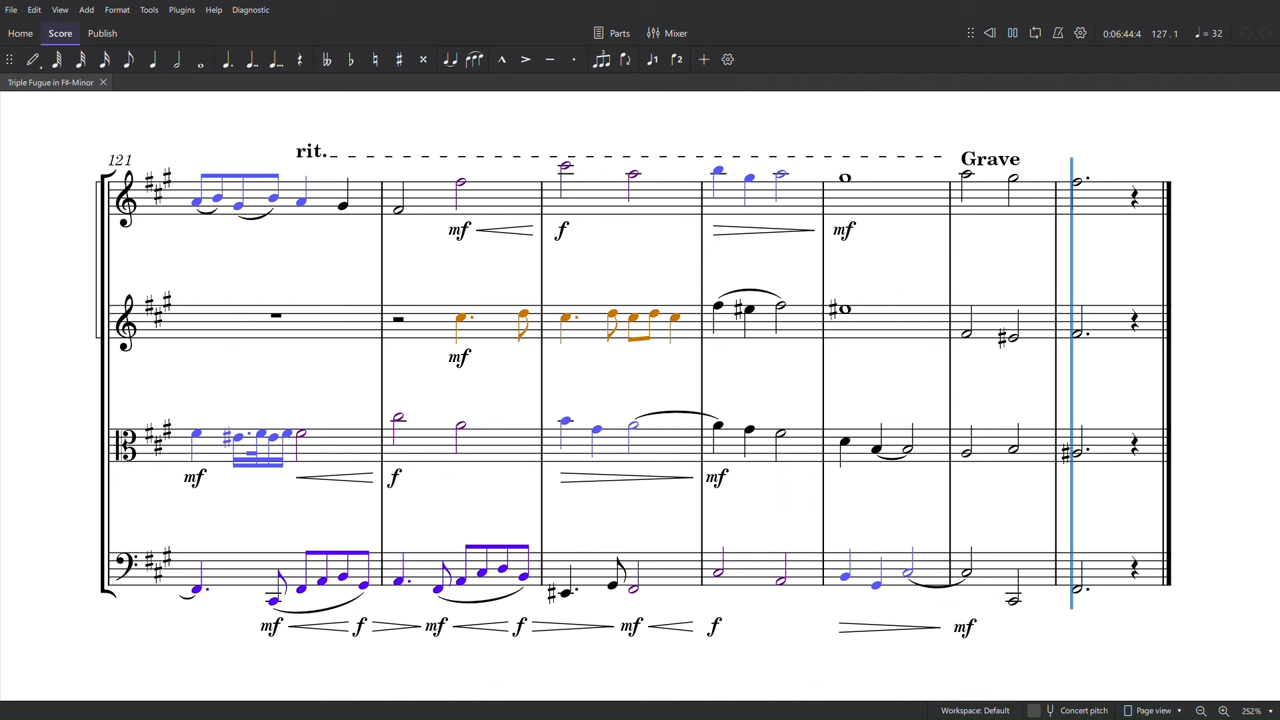 File Edit View Add Format Tools Plugins Help Diagnostic
Home Score Publish Parts Mixer 0:06:44:4 127 . 1 ♩ = 32
Triple Fugue in F#-Minor
121 rit. Grave
mf f mf
mf
mf f mf
mf f mf f mf f mf
Workspace: Default Concert pitch Page view 252%